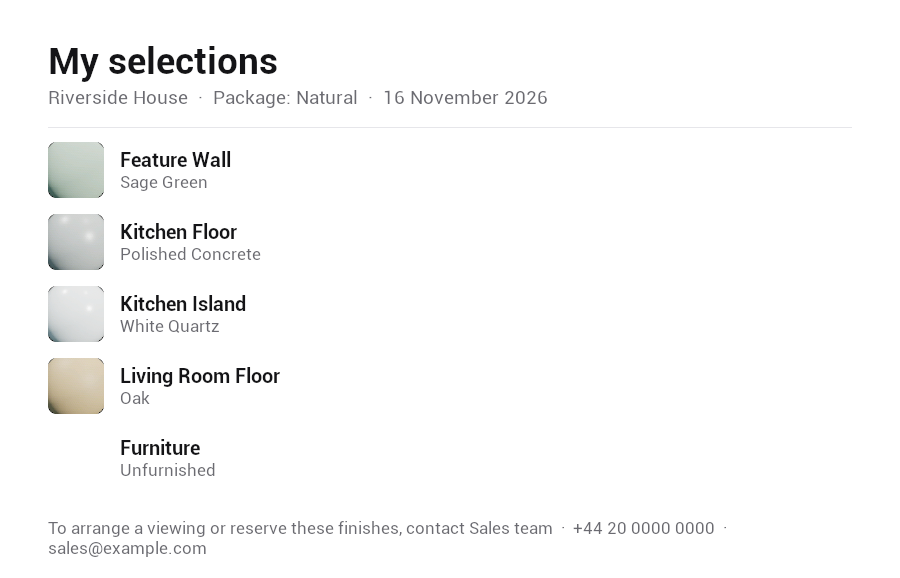 My selections
Riverside House · Package: Natural · 16 November 2026
Feature Wall
Sage Green
Kitchen Floor
Polished Concrete
Kitchen Island
White Quartz
Living Room Floor
Oak
Furniture
Unfurnished
To arrange a viewing or reserve these finishes, contact Sales team · +44 20 0000 0000 ·
sales@example.com